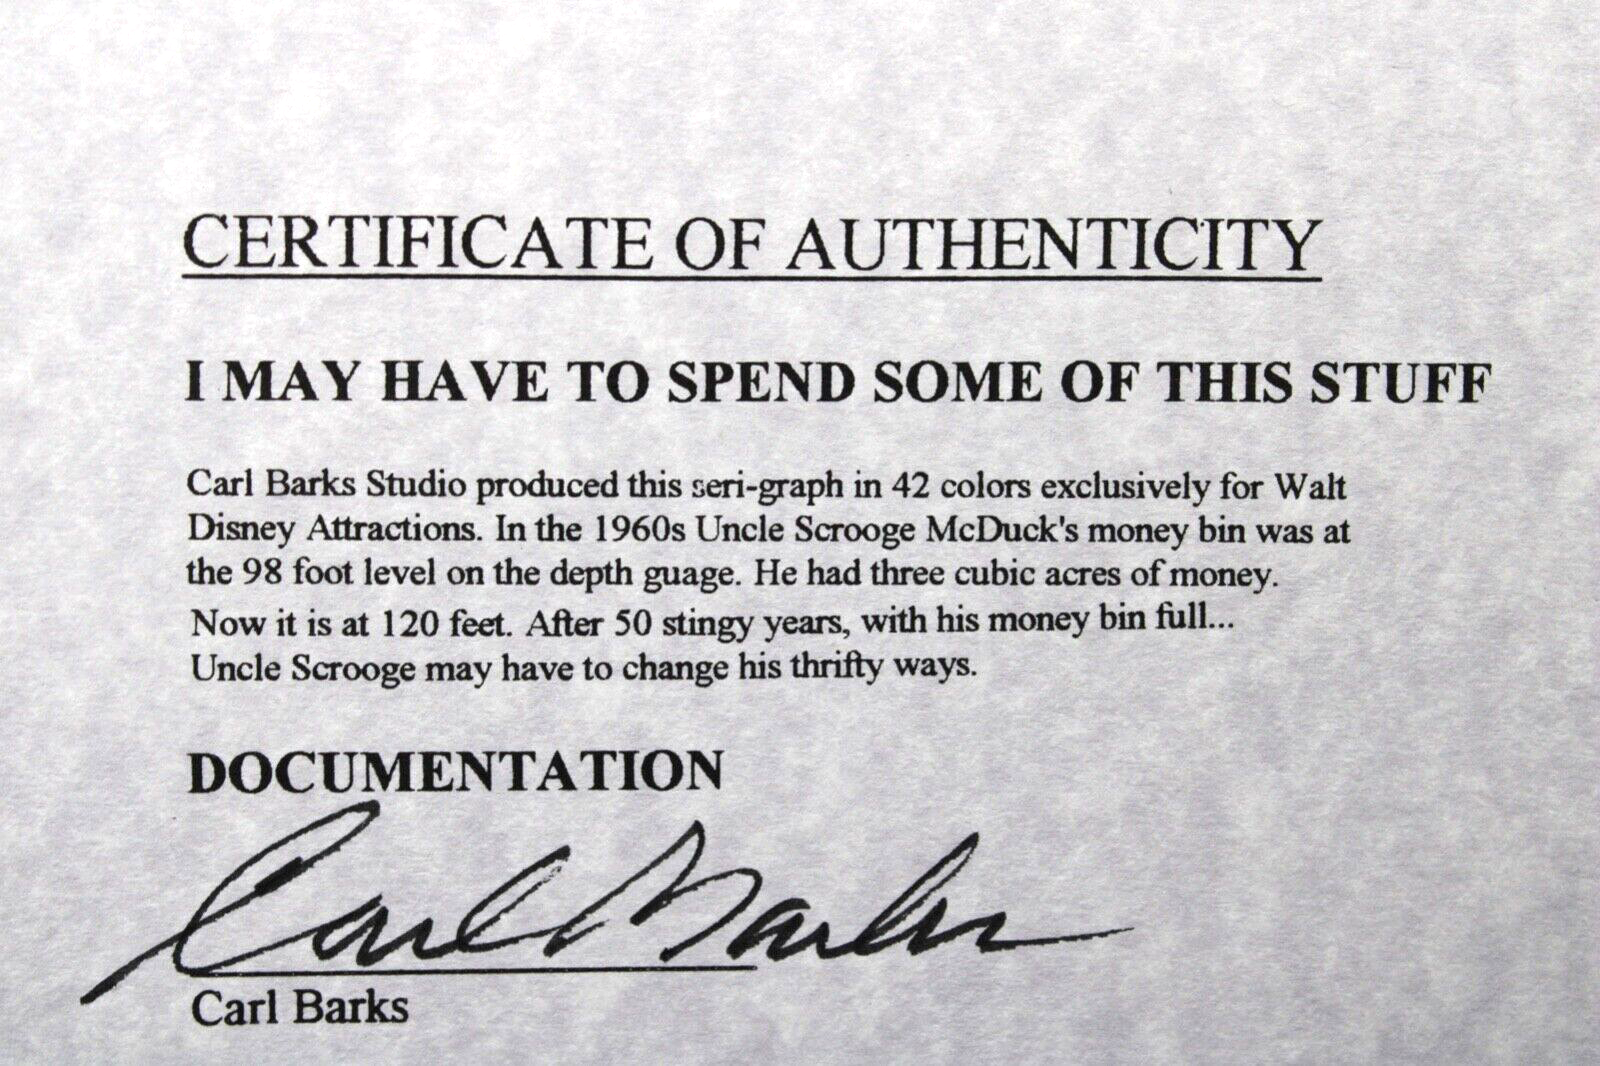 CERTIFICATE OF AUTHENTICITY
I MAY HAVE TO SPEND SOME OF THIS STUFF
Carl Barks Studio produced this seri-graph in 42 colors exclusively for Walt
Disney Attractions. In the 1960s Uncle Scrooge McDuck's money bin was at
the 98 foot level on the depth guage. He had three cubic acres of money.
Now it is at 120 feet. After 50 stingy years, with his money bin full...
Uncle Scrooge may have to change his thrifty ways.
DOCUMENTATION
Carl Barks
Carl Barks